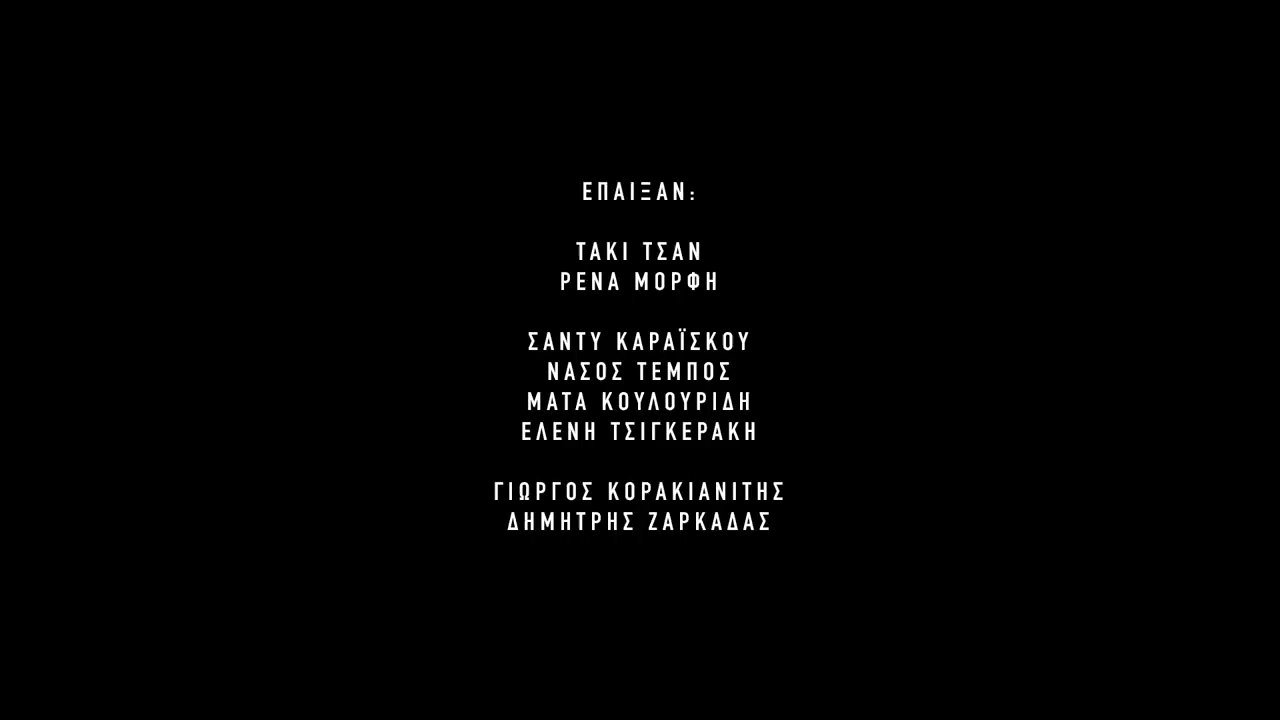 ΕΠΑΙΞΑΝ:
ΤΑΚΙ ΤΣΑΝ
ΡΕΝΑ ΜΟΡΦΗ
ΣΑΝΤΥ ΚΑΡΑΪΣΚΟΥ
ΝΑΣΟΣ ΤΕΜΠΟΣ
ΜΑΤΑ ΚΟΥΛΟΥΡΙΔΗ
ΕΛΕΝΗ ΤΣΙΓΚΕΡΑΚΗ
ΓΙΩΡΓΟΣ ΚΟΡΑΚΙΑΝΙΤΗΣ
ΔΗΜΗΤΡΗΣ ΖΑΡΚΑΔΑΣ